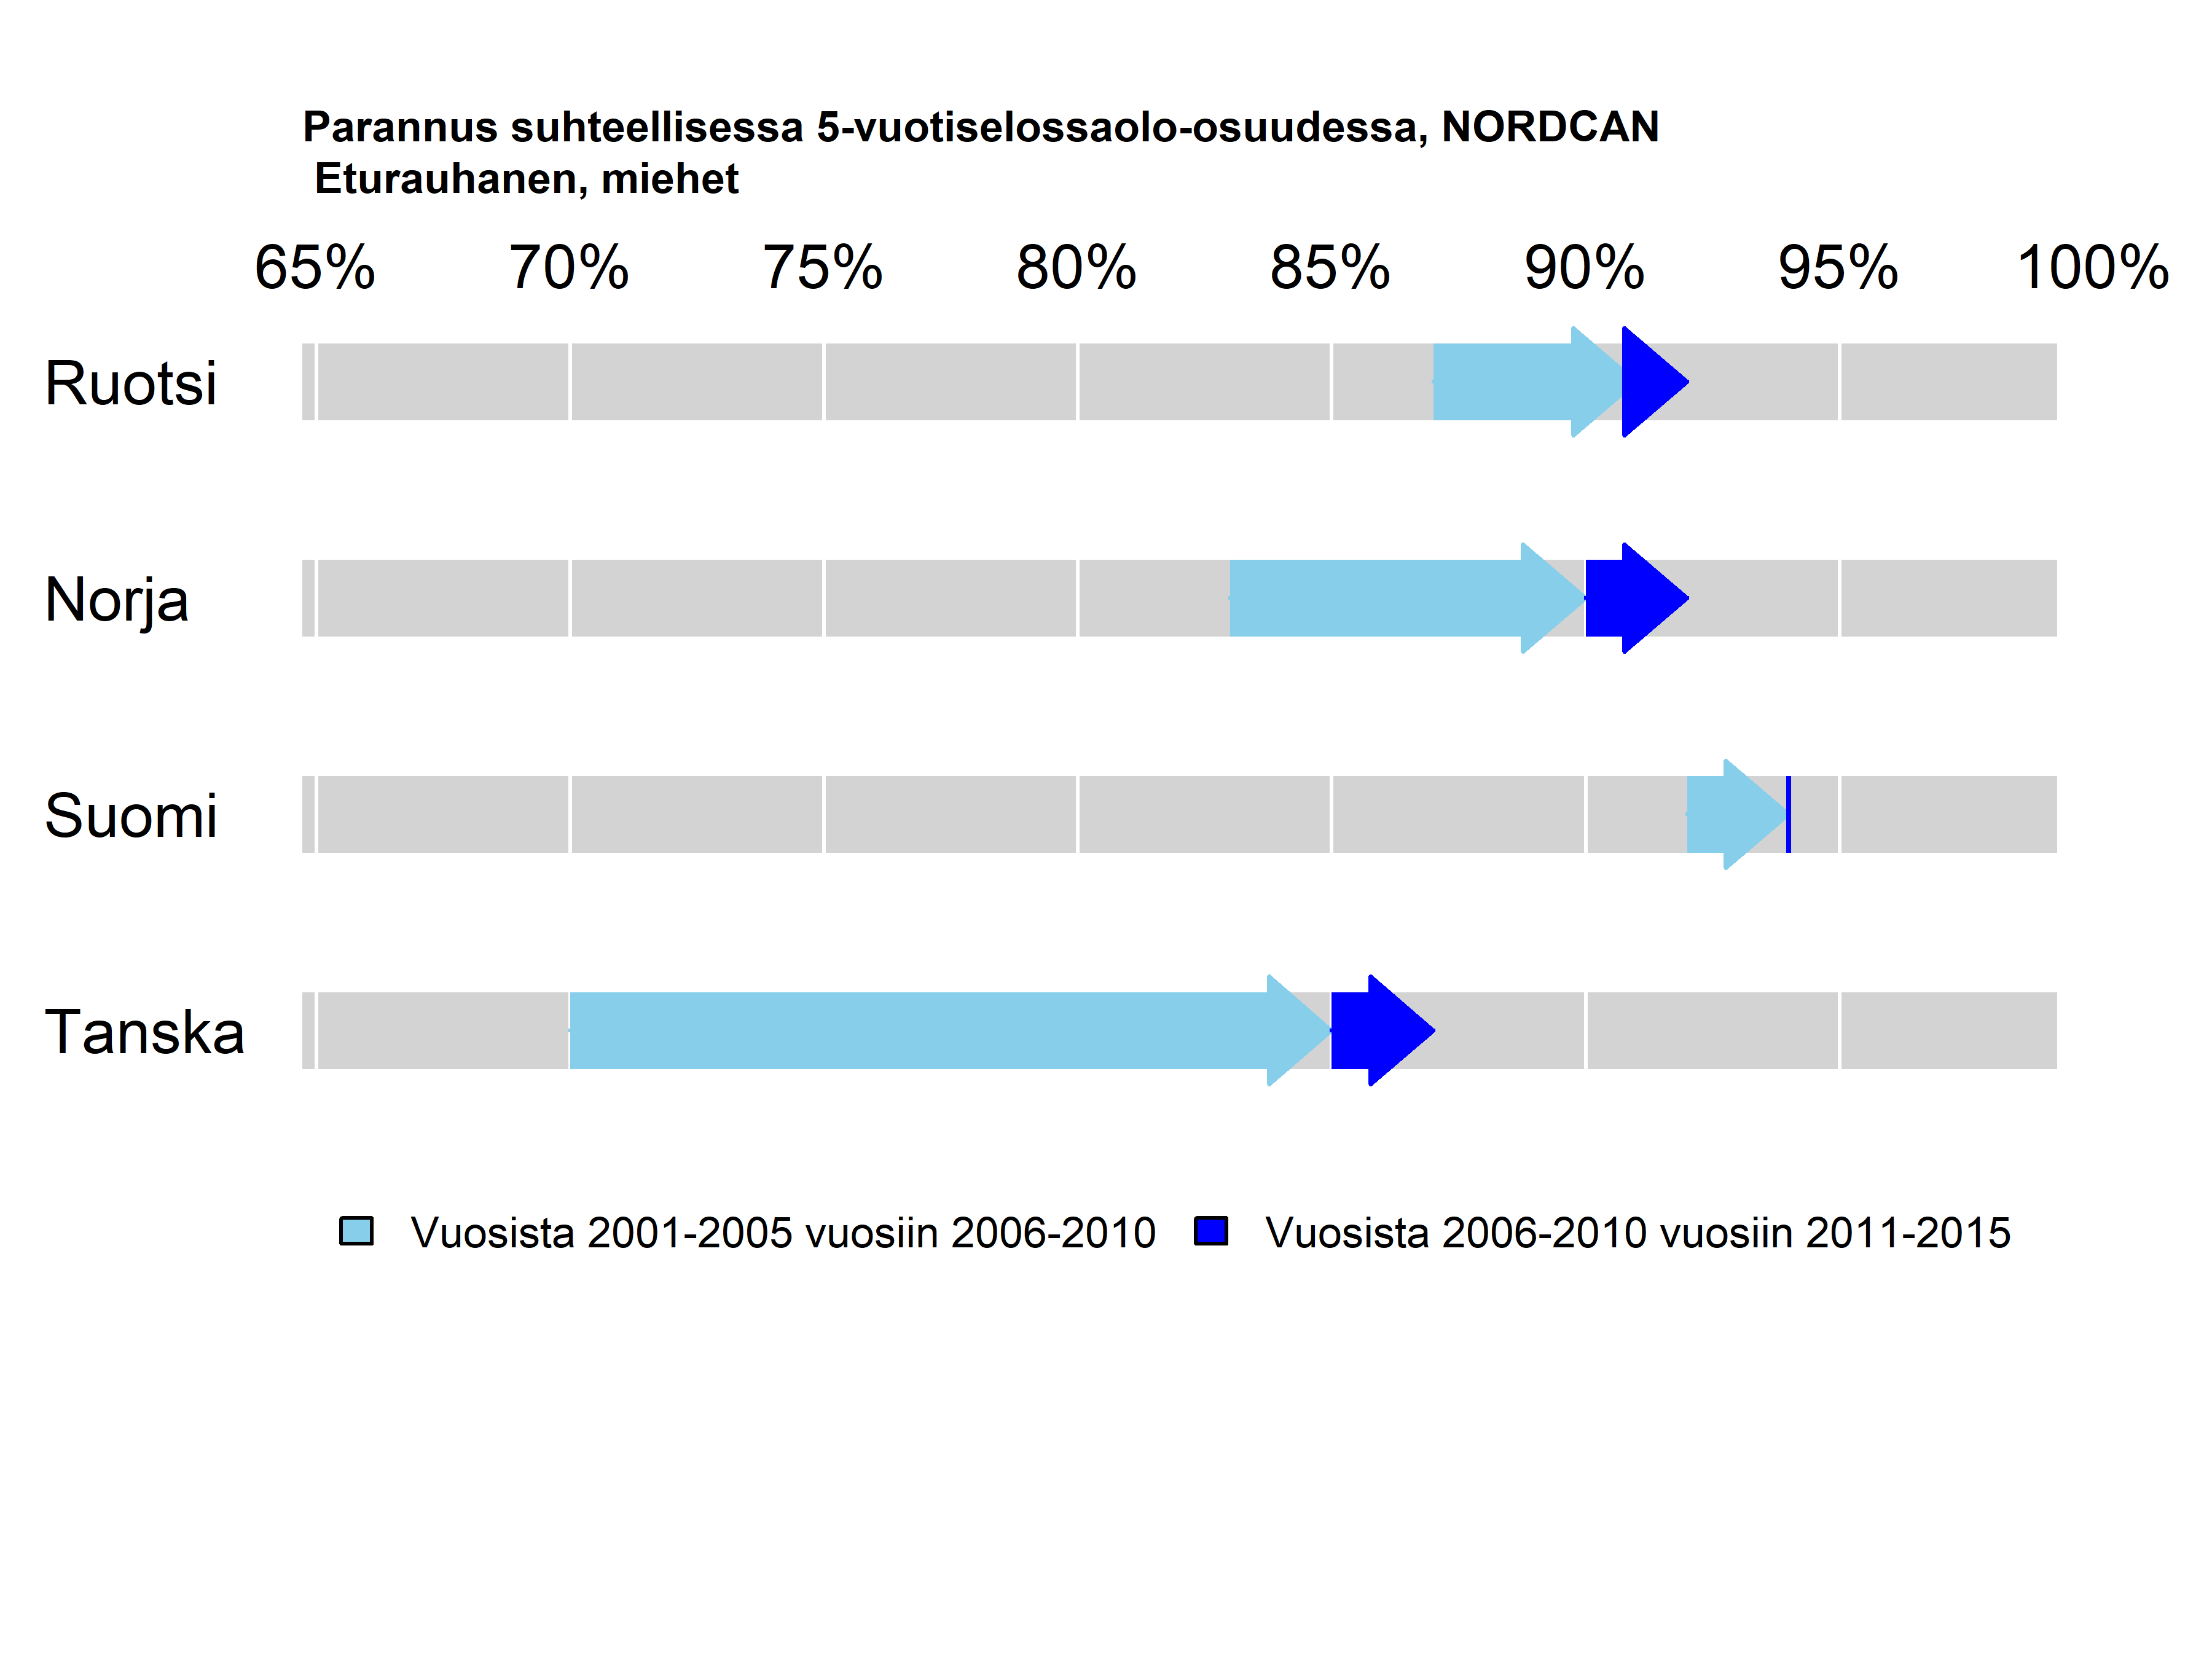 Parannus suhteellisessa 5-vuotiselossaolo-osuudessa, NORDCAN
Eturauhanen, miehet
65% 70% 75% 80% 85% 90% 95% 100%
Ruotsi
Norja
Suomi
Tanska
Vuosista 2001-2005 vuosiin 2006-2010 Vuosista 2006-2010 vuosiin 2011-2015